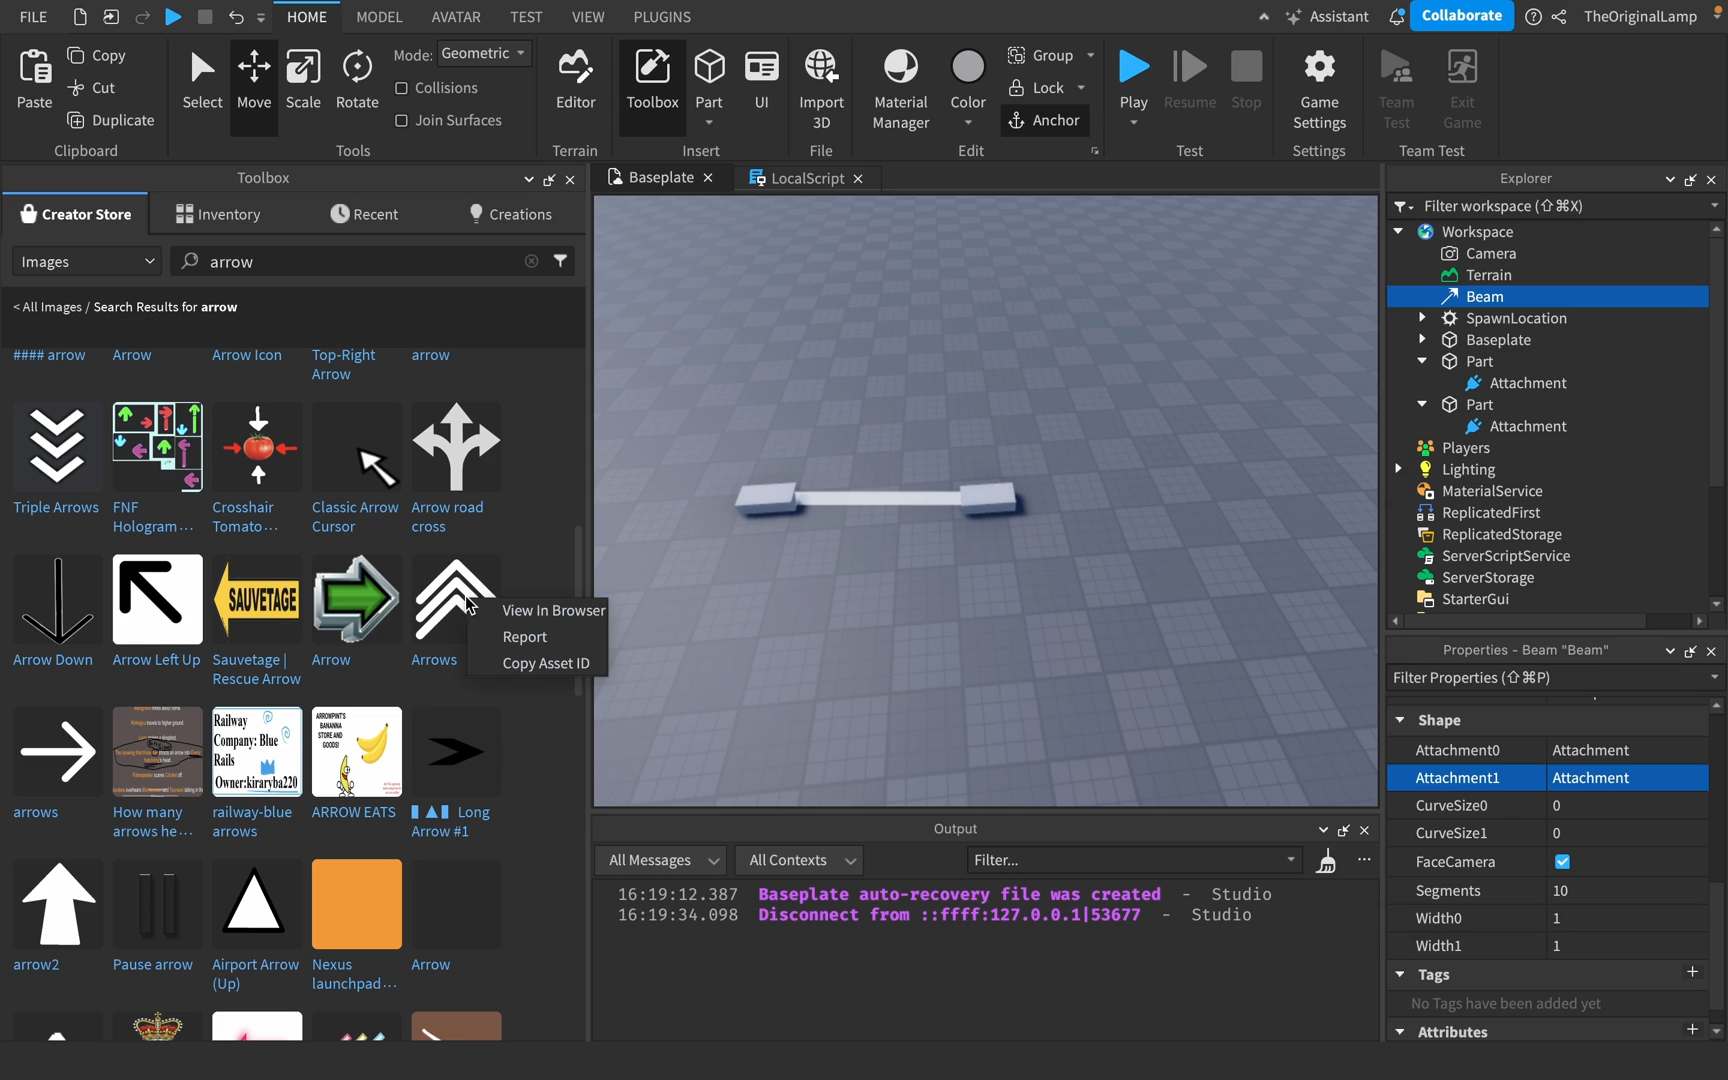 FILE HOME MODEL AVATAR TEST VIEW PLUGINS Assistant Collaborate TheOriginalLamp
Paste Copy Cut Duplicate
Clipboard
Select Move Scale Rotate Mode: Geometric
Collisions
Join Surfaces
Tools
Editor
Terrain
Toolbox Part UI
Insert
Import
3D
File
Material
Manager
Color
Group
Lock
Anchor
Edit
Play Resume Stop
Test
Game
Settings
Settings
Team
Test
Exit
Game
Team Test
Toolbox
Creator Store Inventory Recent Creations
Images arrow
< All Images / Search Results for arrow
#### arrow
Arrow
Arrow Icon
Top-Right
Arrow
arrow
Triple Arrows
FNF
Hologram...
Crosshair
Tomato...
Classic Arrow
Cursor
Arrow road
cross
SAUVETAGE
Arrow Down
Arrow Left Up
Sauvetage |
Rescue Arrow
Arrow
Arrows
View In Browser
Report
Copy Asset ID
Railway
Company: Blue
Rails
Owner:kiraryba220
ARROWPINT'S
BANANNA
STORE AND
GOODS!
arrows
How many
arrows he...
railway-blue
arrows
ARROW EATS
Long
Arrow #1
arrow2
Pause arrow
Airport Arrow
(Up)
Nexus
launchpad...
Arrow
Baseplate LocalScript
Output
All Messages All Contexts Filter...
16:19:12.387 Baseplate auto-recovery file was created - Studio
16:19:34.098 Disconnect from ::ffff:127.0.0.1|53677 - Studio
Explorer
Filter workspace (⇧⌘X)
Workspace
Camera
Terrain
Beam
SpawnLocation
Baseplate
Part
Attachment
Part
Attachment
Players
Lighting
MaterialService
ReplicatedFirst
ReplicatedStorage
ServerScriptService
ServerStorage
StarterGui
Properties - Beam "Beam"
Filter Properties (⇧⌘P)
Shape
Attachment0 Attachment
Attachment1 Attachment
CurveSize0 0
CurveSize1 0
FaceCamera
Segments 10
Width0 1
Width1 1
Tags
No Tags have been added yet
Attributes